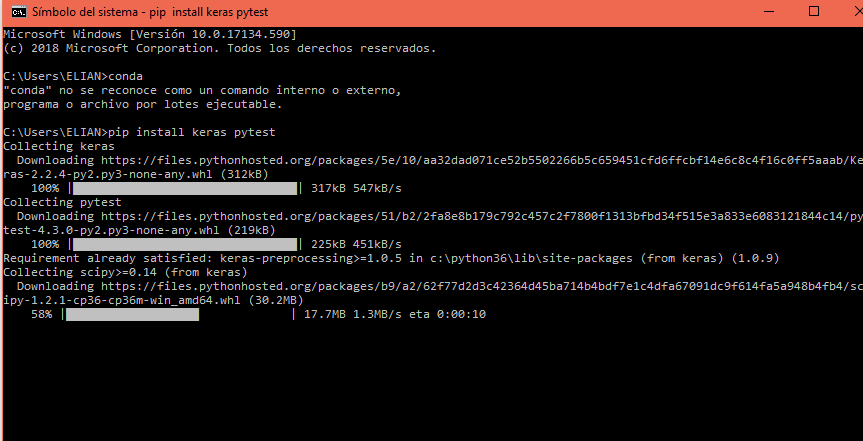 Símbolo del sistema - pip install keras pytest
Microsoft Windows [Versión 10.0.17134.590]
(c) 2018 Microsoft Corporation. Todos los derechos reservados.
C:\Users\ELIAN>conda
"conda" no se reconoce como un comando interno o externo,
programa o archivo por lotes ejecutable.
C:\Users\ELIAN>pip install keras pytest
Collecting keras
Downloading https://files.pythonhosted.org/packages/5e/10/aa32dad071ce52b5502266b5c659451cfd6ffcbf14e6c8c4f16c0ff5aaab/Ke
ras-2.2.4-py2.py3-none-any.whl (312kB)
100% |████████████████████████████████| 317kB 547kB/s
Collecting pytest
Downloading https://files.pythonhosted.org/packages/51/b2/2fa8e8b179c792c457c2f7800f1313bfbd34f515e3a833e6083121844c14/py
test-4.3.0-py2.py3-none-any.whl (219kB)
100% |████████████████████████████████| 225kB 451kB/s
Requirement already satisfied: keras-preprocessing>=1.0.5 in c:\python36\lib\site-packages (from keras) (1.0.9)
Collecting scipy>=0.14 (from keras)
Downloading https://files.pythonhosted.org/packages/b9/a2/62f77d2d3c42364d45ba714b4bdf7e1c4dfa67091dc9f614fa5a948b4fb4/sc
ipy-1.2.1-cp36-cp36m-win_amd64.whl (30.2MB)
58% |███████████████████             | 17.7MB 1.3MB/s eta 0:00:10